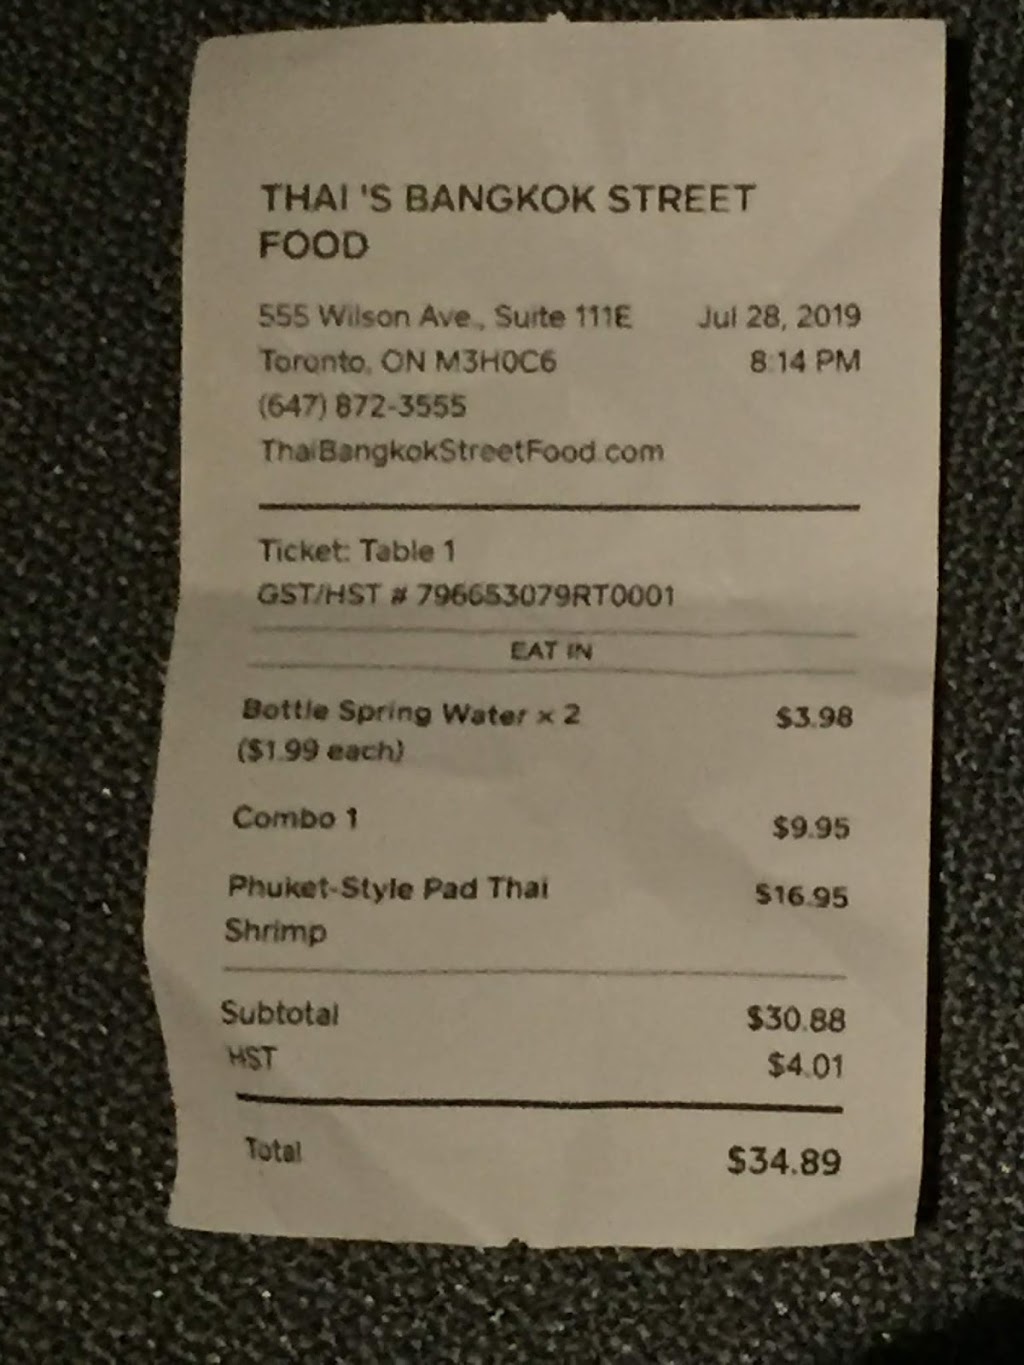 THAI 'S BANGKOK STREET
FOOD
555 Wilson Ave., Suite 111E Jul 28, 2019
Toronto, ON M3H0C6 8:14 PM
(647) 872-3555
ThaiBangkokStreetFood.com
Ticket: Table 1
GST/HST # 796653079RT0001
EAT IN
Bottle Spring Water x 2 $3.98
($1.99 each)
Combo 1 $9.95
Phuket-Style Pad Thai $16.95
Shrimp
Subtotal $30.88
HST $4.01
Total $34.89